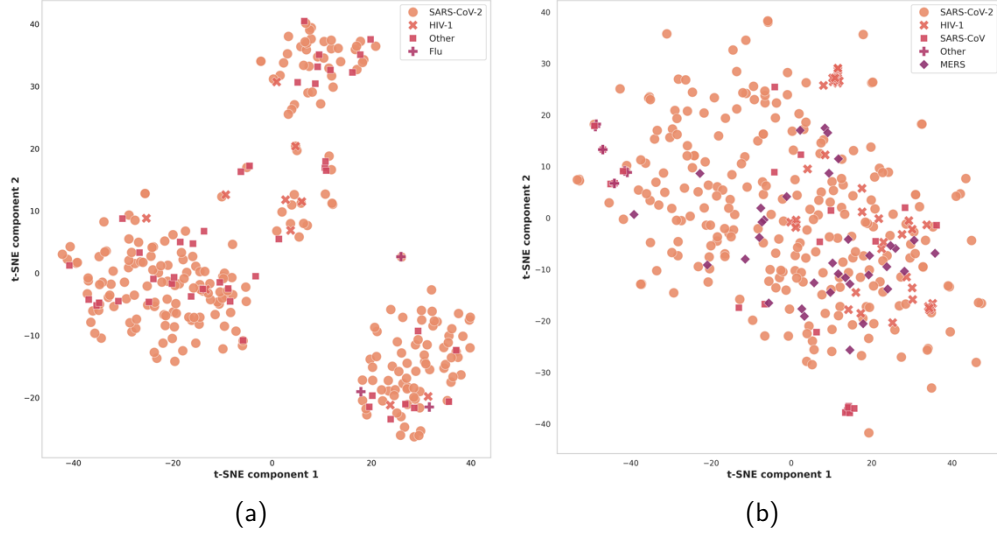 SARS-CoV-2
HIV-1
Other
Flu
40
30
20
10
0
−10
−20
−40
−20
0
20
40
t-SNE component 2
t-SNE component 1
(a)
SARS-CoV-2
HIV-1
SARS-CoV
Other
MERS
40
30
20
10
0
−10
−20
−30
−40
−40
−20
0
20
40
t-SNE component 2
t-SNE component 1
(b)